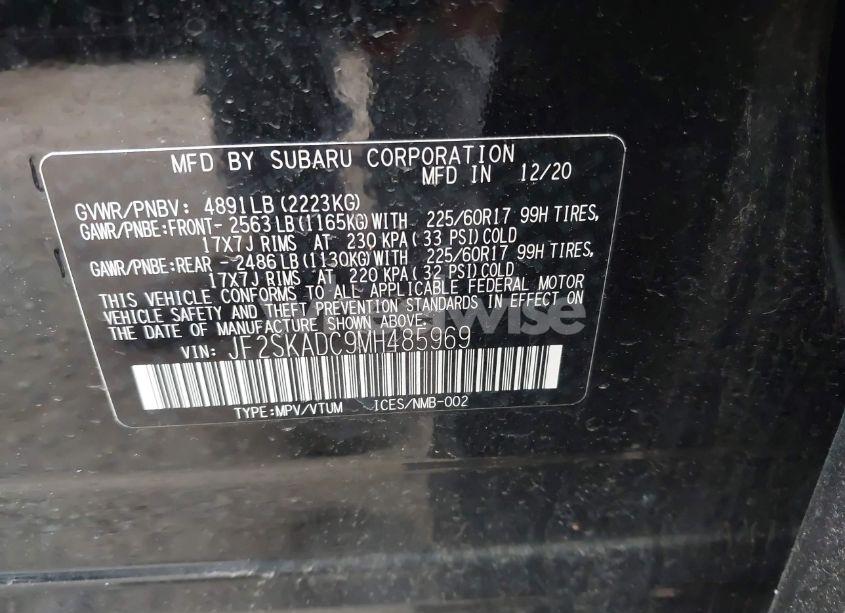 MFD BY SUBARU CORPORATION
MFD IN 12/20
GVWR/PNBV: 4891LB(2223KG)
GAWR/PNBE:FRONT- 2563LB(1165KG)WITH 225/60R17 99H TIRES,
17X7J RIMS AT 230 KPA(33 PSI)COLD
GAWR/PNBE:REAR -2486LB(1130KG)WITH 225/60R17 99H TIRES,
17X7J RIMS AT 220 KPA(32 PSI)COLD
THIS VEHICLE CONFORMS TO ALL APPLICABLE FEDERAL MOTOR
VEHICLE SAFETY AND THEFT PREVENTION STANDARDS IN EFFECT ON
THE DATE OF MANUFACTURE SHOWN ABOVE.
VIN: JF2SKADC9MH485969
TYPE:MPV/VTUM ICES/NMB-002